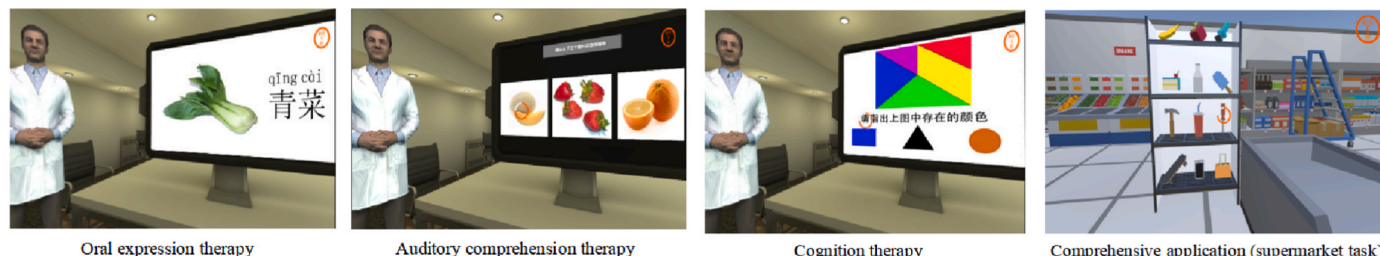 qīng còi
青菜
请指出上图中存在的颜色
Oral expression therapy
Auditory comprehension therapy
Cognition therapy
Comprehensive application (supermarket task)